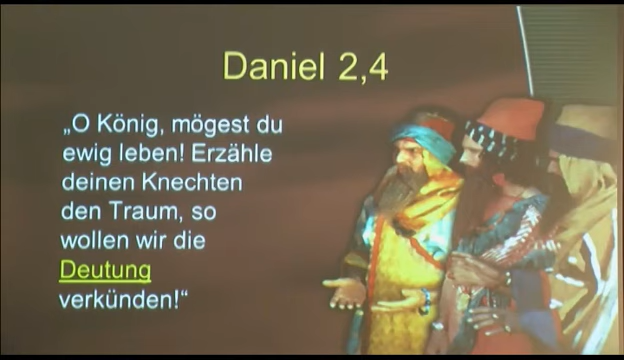 Daniel 2,4
„O König, mögest du
ewig leben! Erzähle
deinen Knechten
den Traum, so
wollen wir die
Deutung
verkünden!“